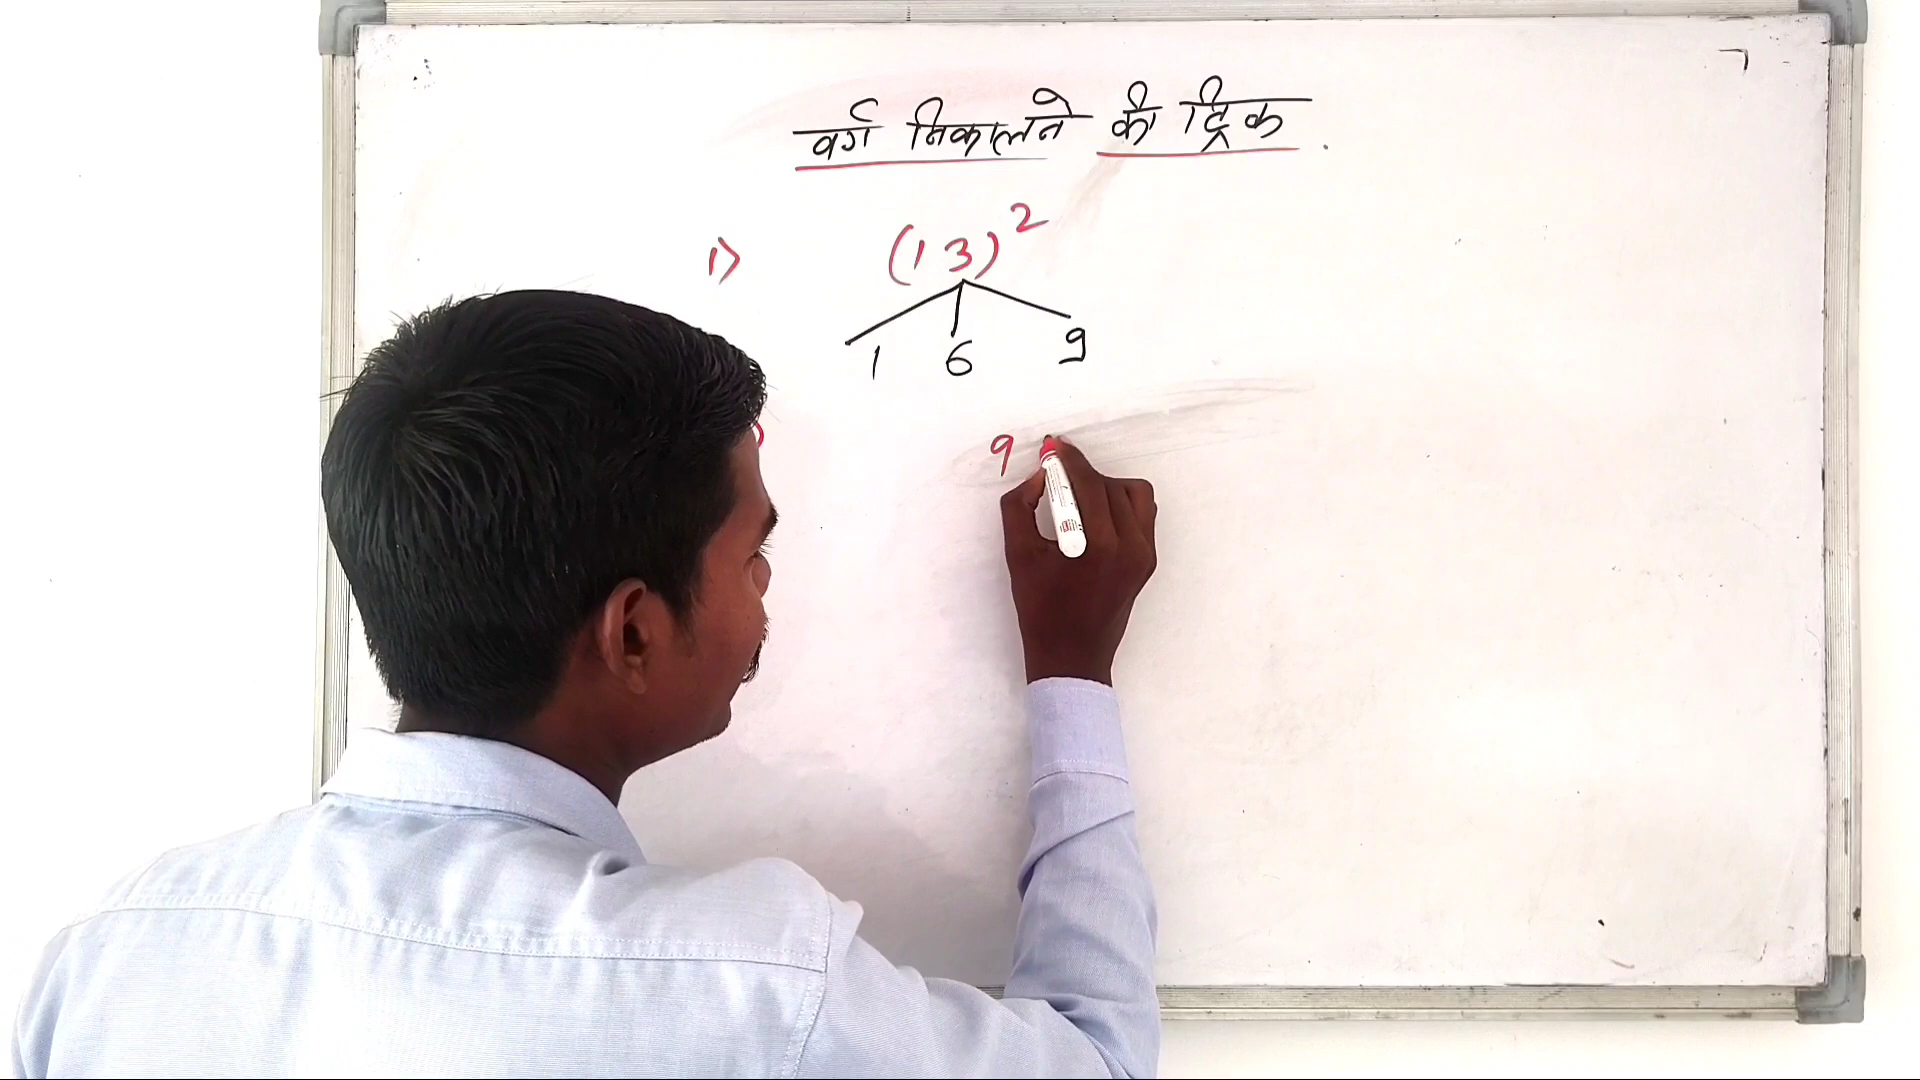 वर्ग निकालने की ट्रिक .
1) (13)²
1 6 9
9